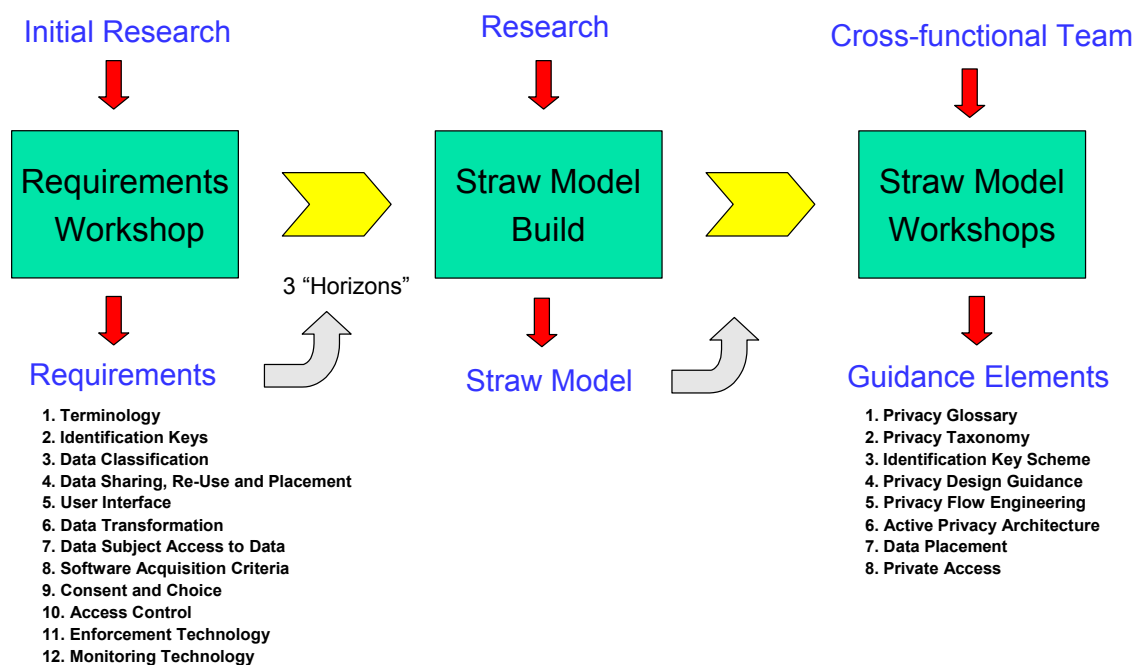 Initial Research
Research
Cross-functional Team
Requirements
Workshop
Straw Model
Build
Straw Model
Workshops
3 “Horizons”
Requirements
Straw Model
Guidance Elements
1. Terminology
2. Identification Keys
3. Data Classification
4. Data Sharing, Re-Use and Placement
5. User Interface
6. Data Transformation
7. Data Subject Access to Data
8. Software Acquisition Criteria
9. Consent and Choice
10. Access Control
11. Enforcement Technology
12. Monitoring Technology
1. Privacy Glossary
2. Privacy Taxonomy
3. Identification Key Scheme
4. Privacy Design Guidance
5. Privacy Flow Engineering
6. Active Privacy Architecture
7. Data Placement
8. Private Access